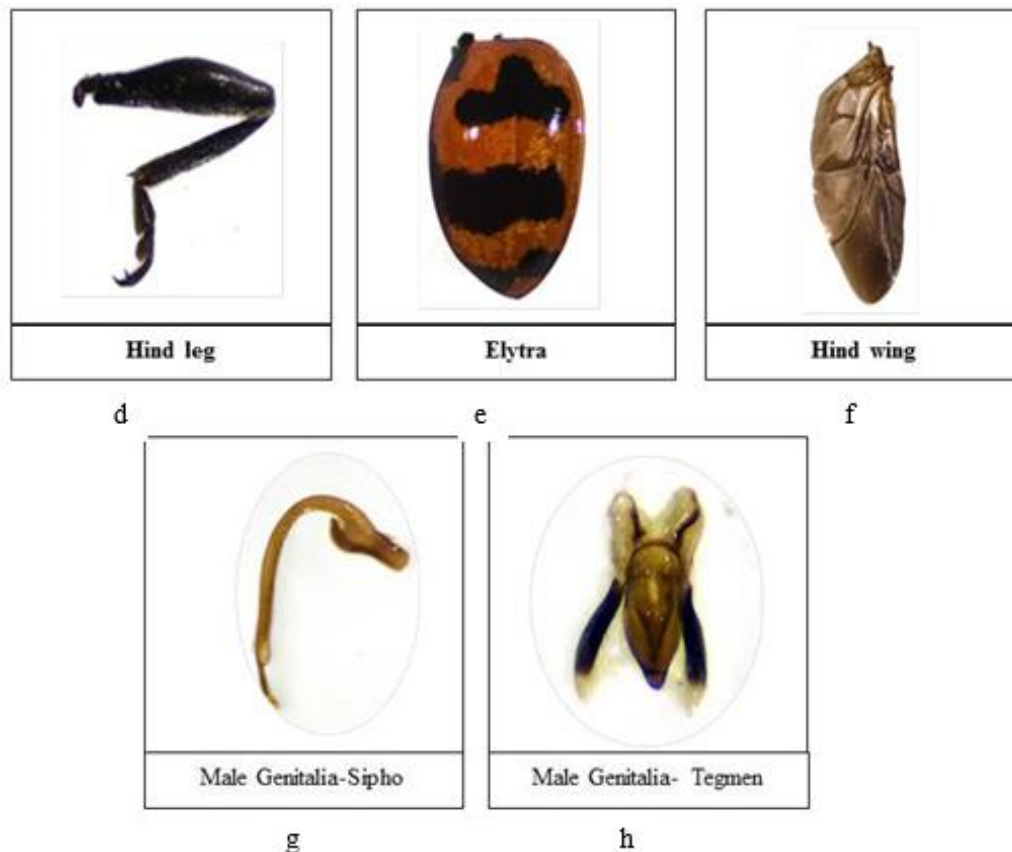 Hind leg
Elytra
Hind wing
d
e
f
Male Genitalia-Sipho
Male Genitalia- Tegmen
g
h